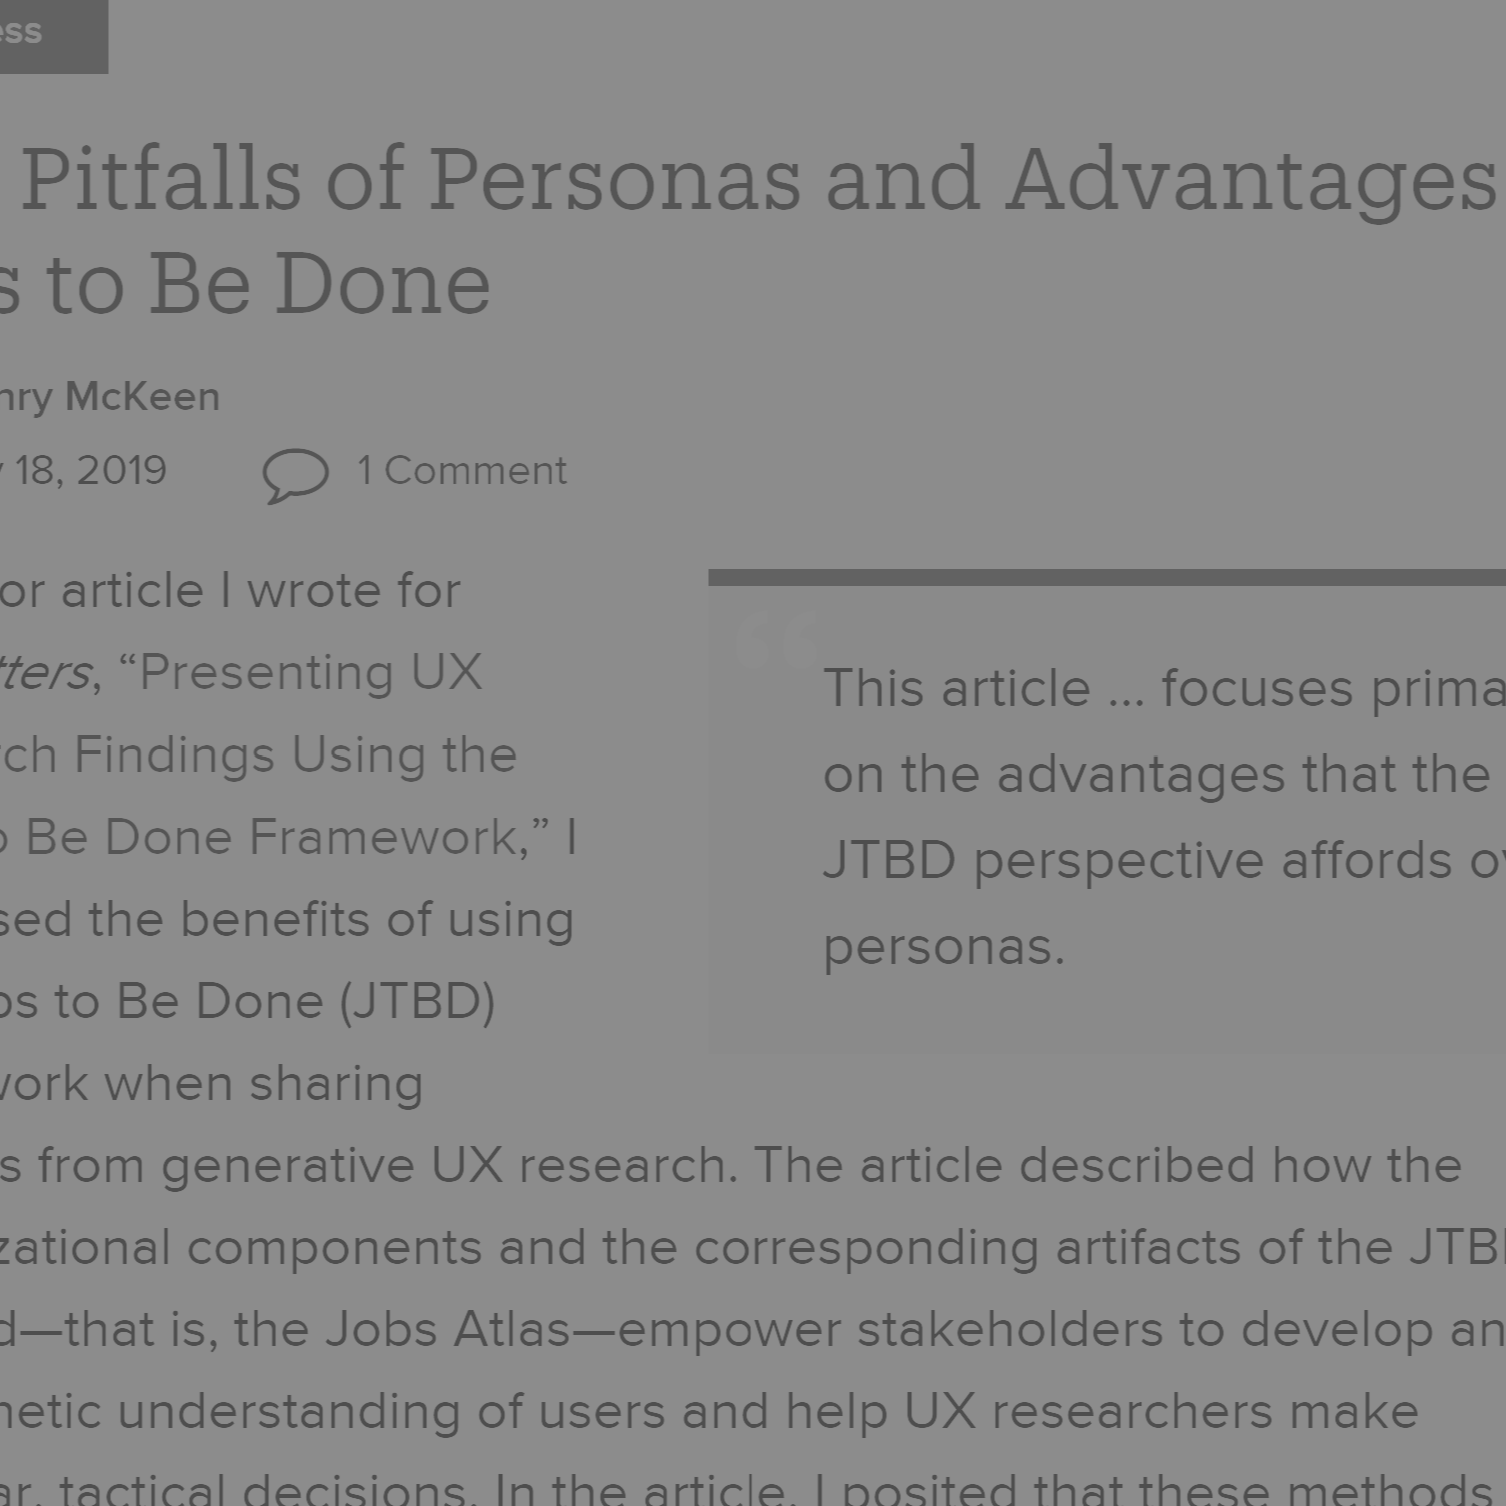 ess
Pitfalls of Personas and Advantages
s to Be Done
nry McKeen
y 18, 2019
1 Comment
or article I wrote for
tters, “Presenting UX
rch Findings Using the
o Be Done Framework,” I
sed the benefits of using
bs to Be Done (JTBD)
work when sharing
“
This article … focuses prima
on the advantages that the
JTBD perspective affords ov
personas.
s from generative UX research. The article described how the
zational components and the corresponding artifacts of the JTB
d—that is, the Jobs Atlas—empower stakeholders to develop an
hetic understanding of users and help UX researchers make
ar, tactical decisions. In the article, I posited that these methods